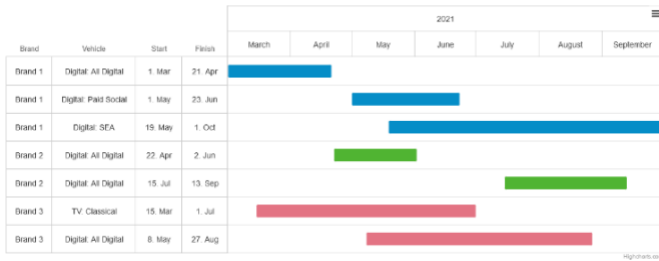 2021
Brand Vehicle Start Finish March April May June July August September
Brand 1 Digital: All Digital 1. Mar 21. Apr
Brand 1 Digital: Paid Social 1. May 23. Jun
Brand 1 Digital: SEA 19. May 1. Oct
Brand 2 Digital: All Digital 22. Apr 2. Jun
Brand 2 Digital: All Digital 15. Jul 13. Sep
Brand 3 TV: Classical 15. Mar 1. Jul
Brand 3 Digital: All Digital 8. May 27. Aug